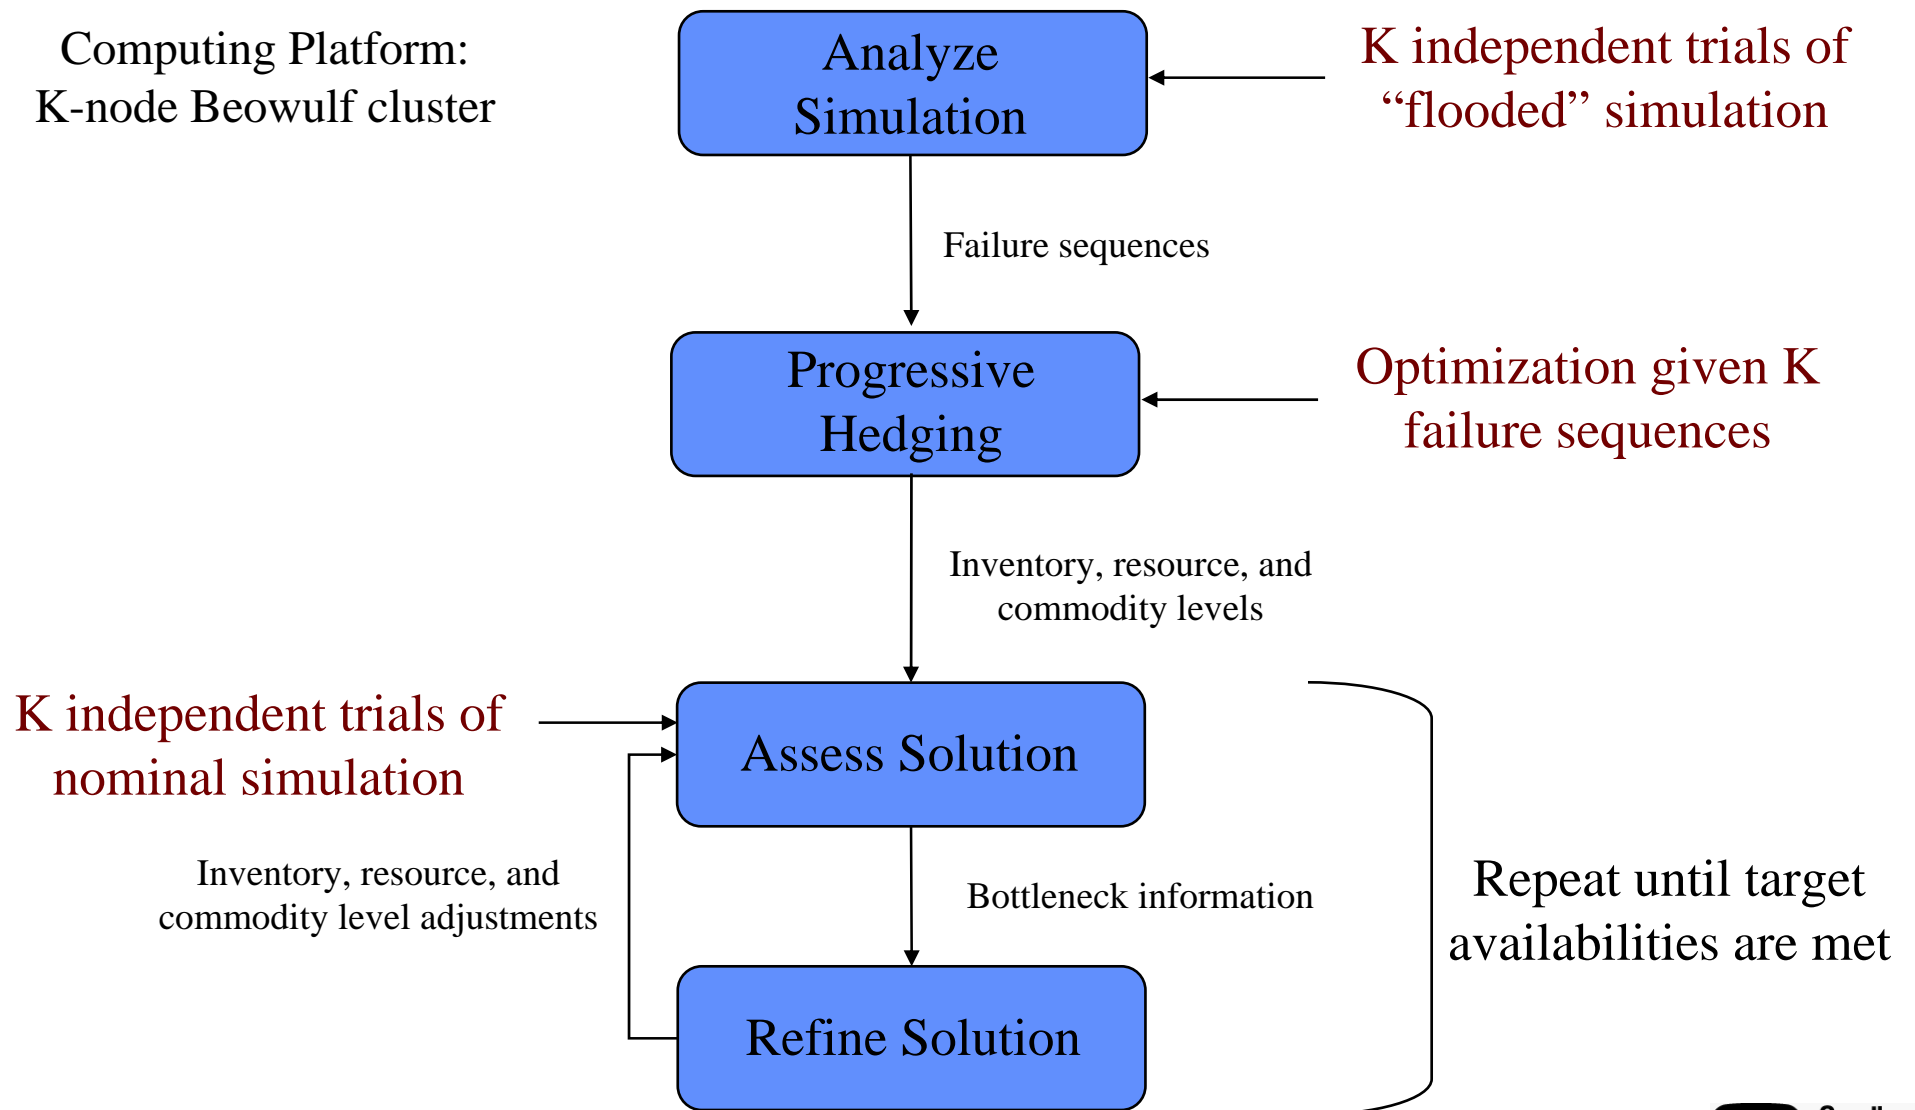 Computing Platform:
K-node Beowulf cluster
Analyze
Simulation
K independent trials of
“flooded” simulation
Failure sequences
Progressive
Hedging
Optimization given K
failure sequences
Inventory, resource, and
commodity levels
K independent trials of
nominal simulation
Assess Solution
Inventory, resource, and
commodity level adjustments
Bottleneck information
Repeat until target
availabilities are met
Refine Solution